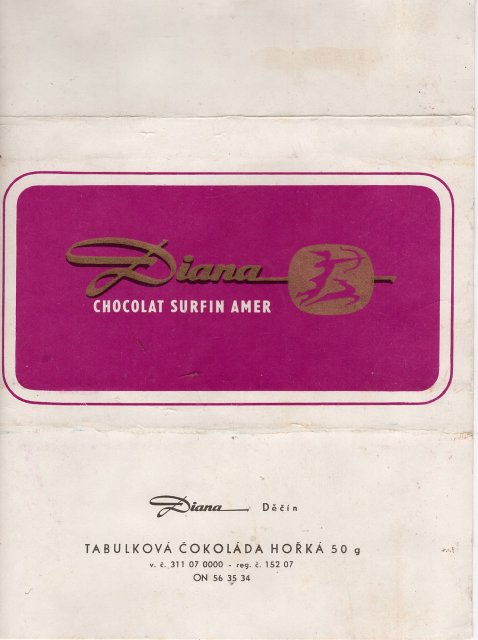 Diana
CHOCOLAT SURFIN AMER
Diana Děčín
TABULKOVÁ ČOKOLÁDA HOŘKÁ 50 g
v. č. 311 07 0000 - reg. č. 152 07
ON 56 35 34